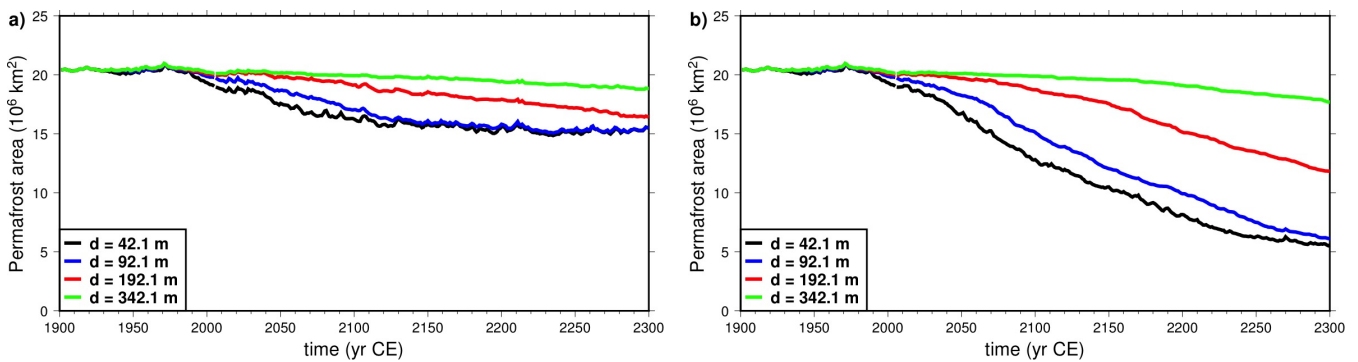 a)
Permafrost area (10⁶ km²)
25
20
15
10
5
0
d = 42.1 m
d = 92.1 m
d = 192.1 m
d = 342.1 m
1900 1950 2000 2050 2100 2150 2200 2250 2300
time (yr CE)
b)
Permafrost area (10⁶ km²)
25
20
15
10
5
0
d = 42.1 m
d = 92.1 m
d = 192.1 m
d = 342.1 m
1900 1950 2000 2050 2100 2150 2200 2250 2300
time (yr CE)